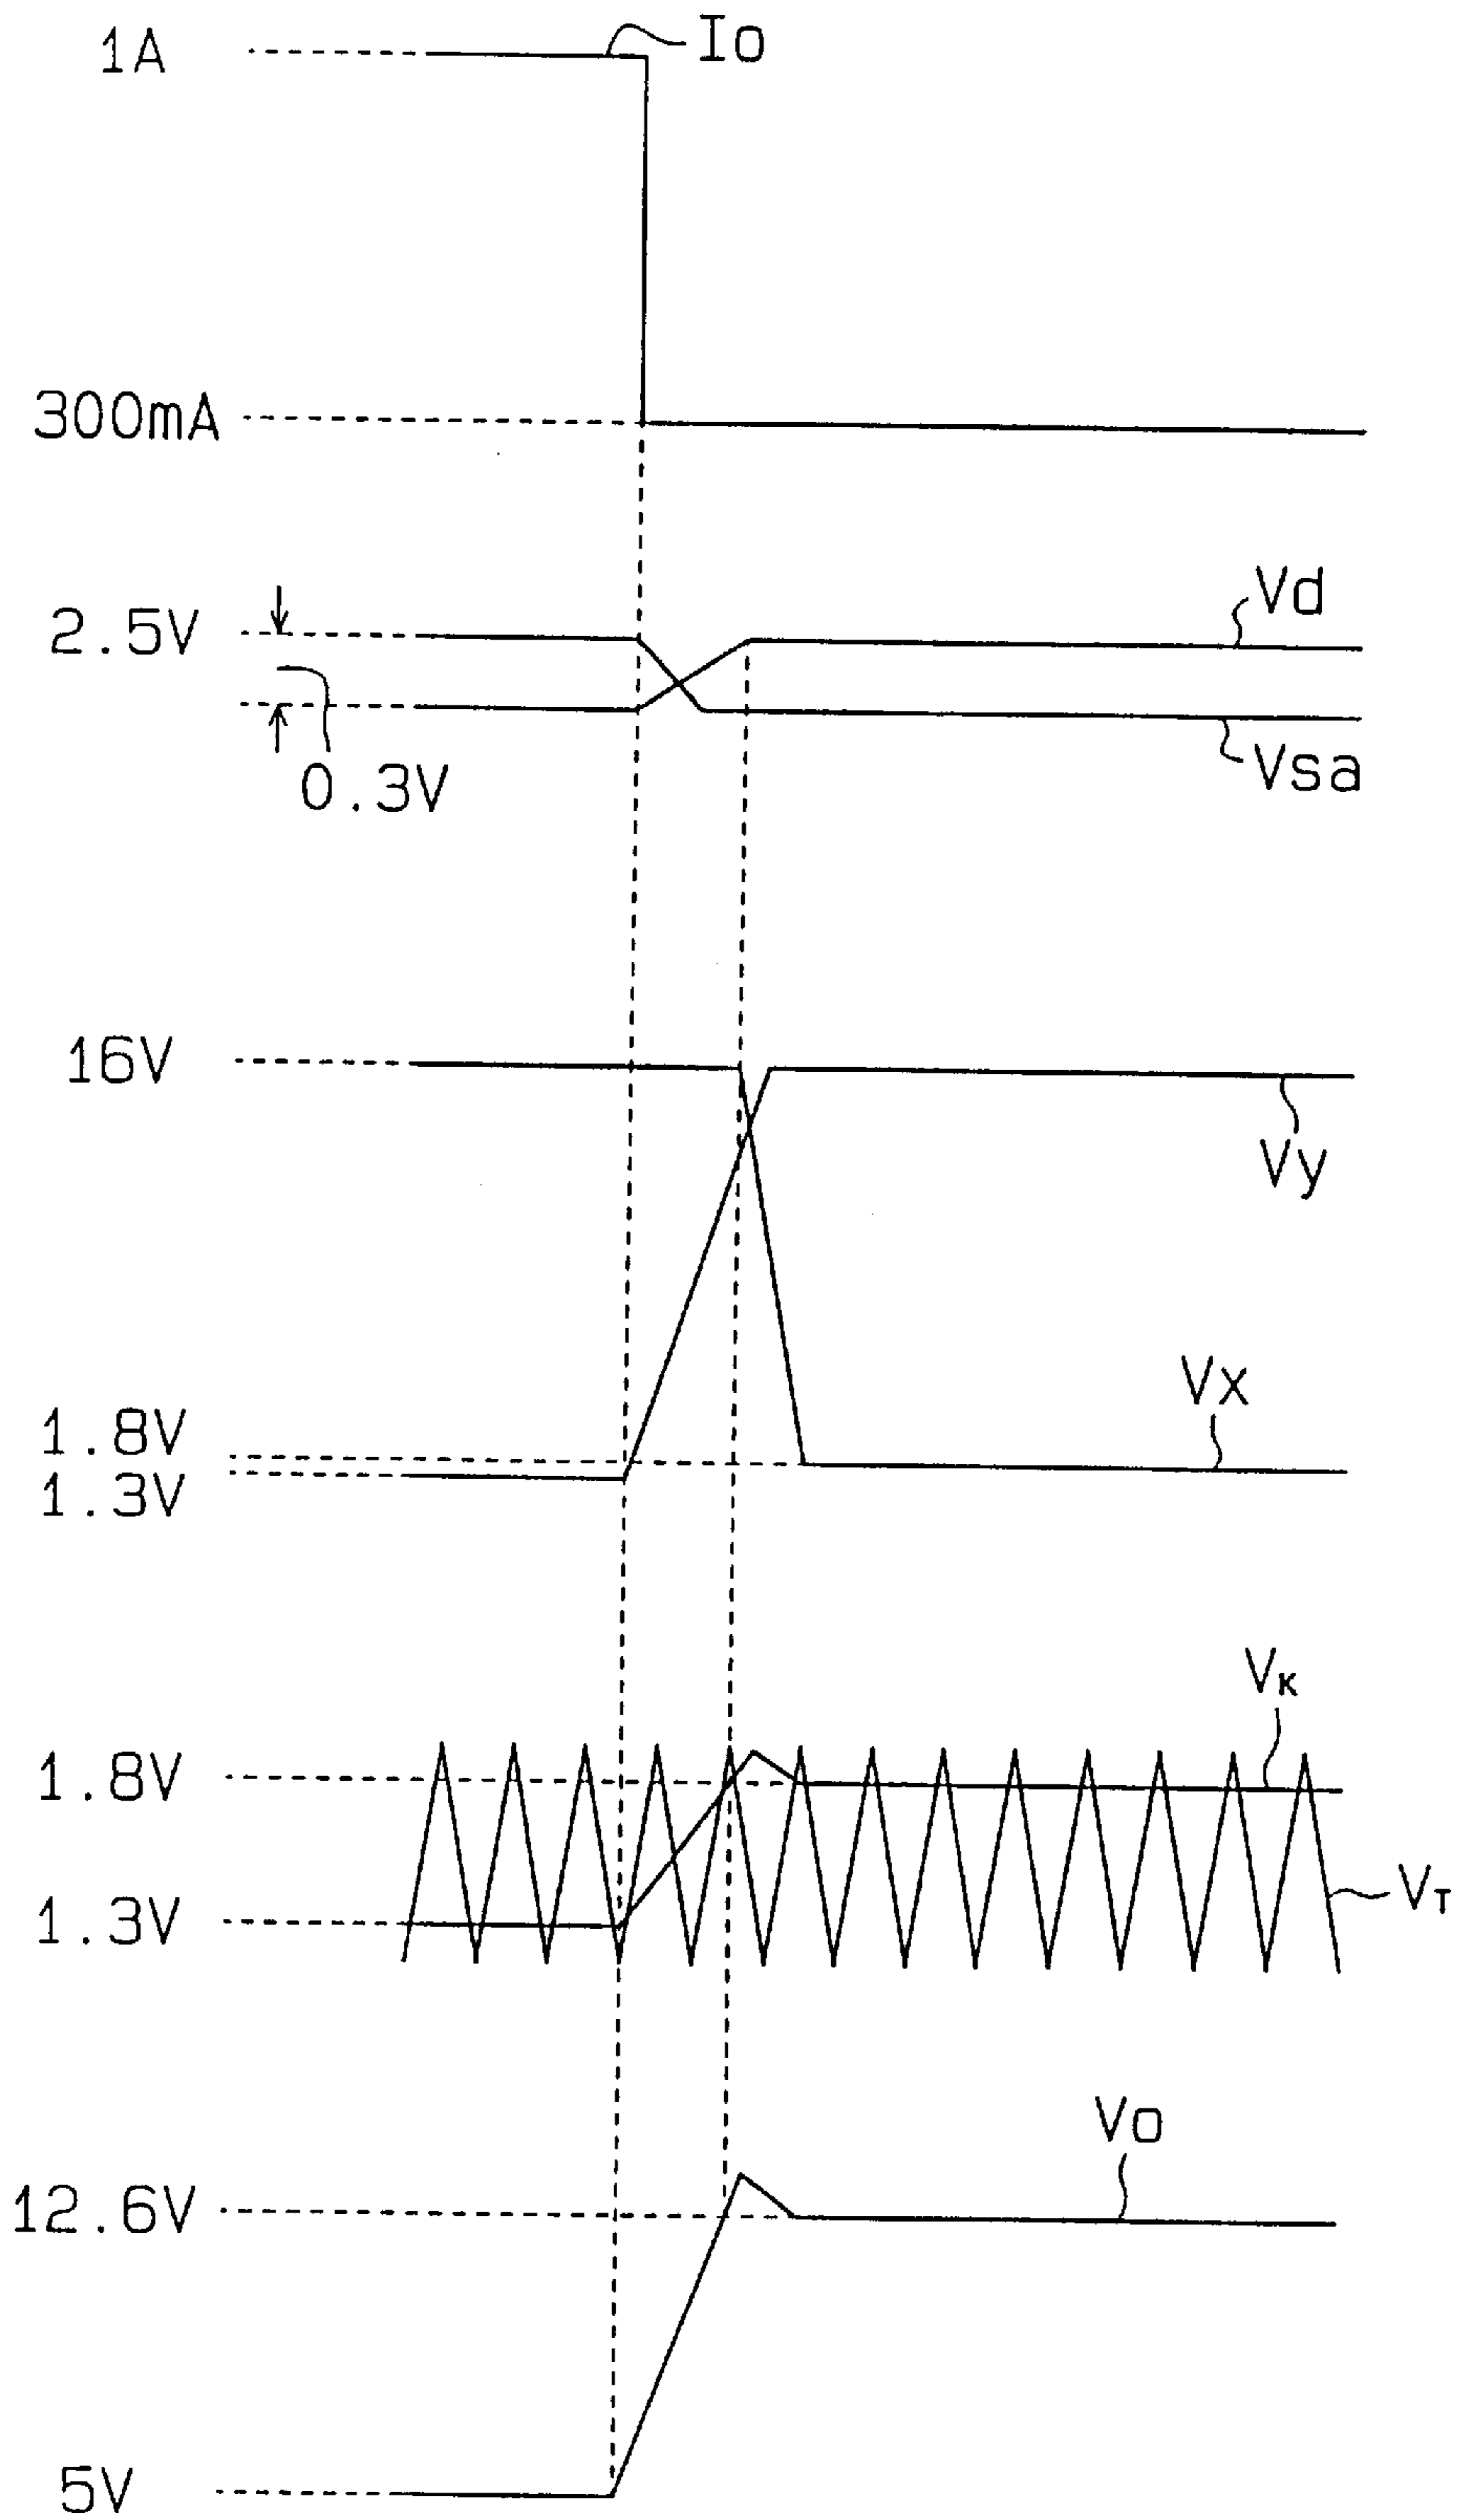 1A
Io
300mA
2.5V
Vd
0.3V
Vsa
16V
Vy
Vx
1.8V
1.3V
VK
1.8V
1.3V
VT
Vo
12.6V
5V